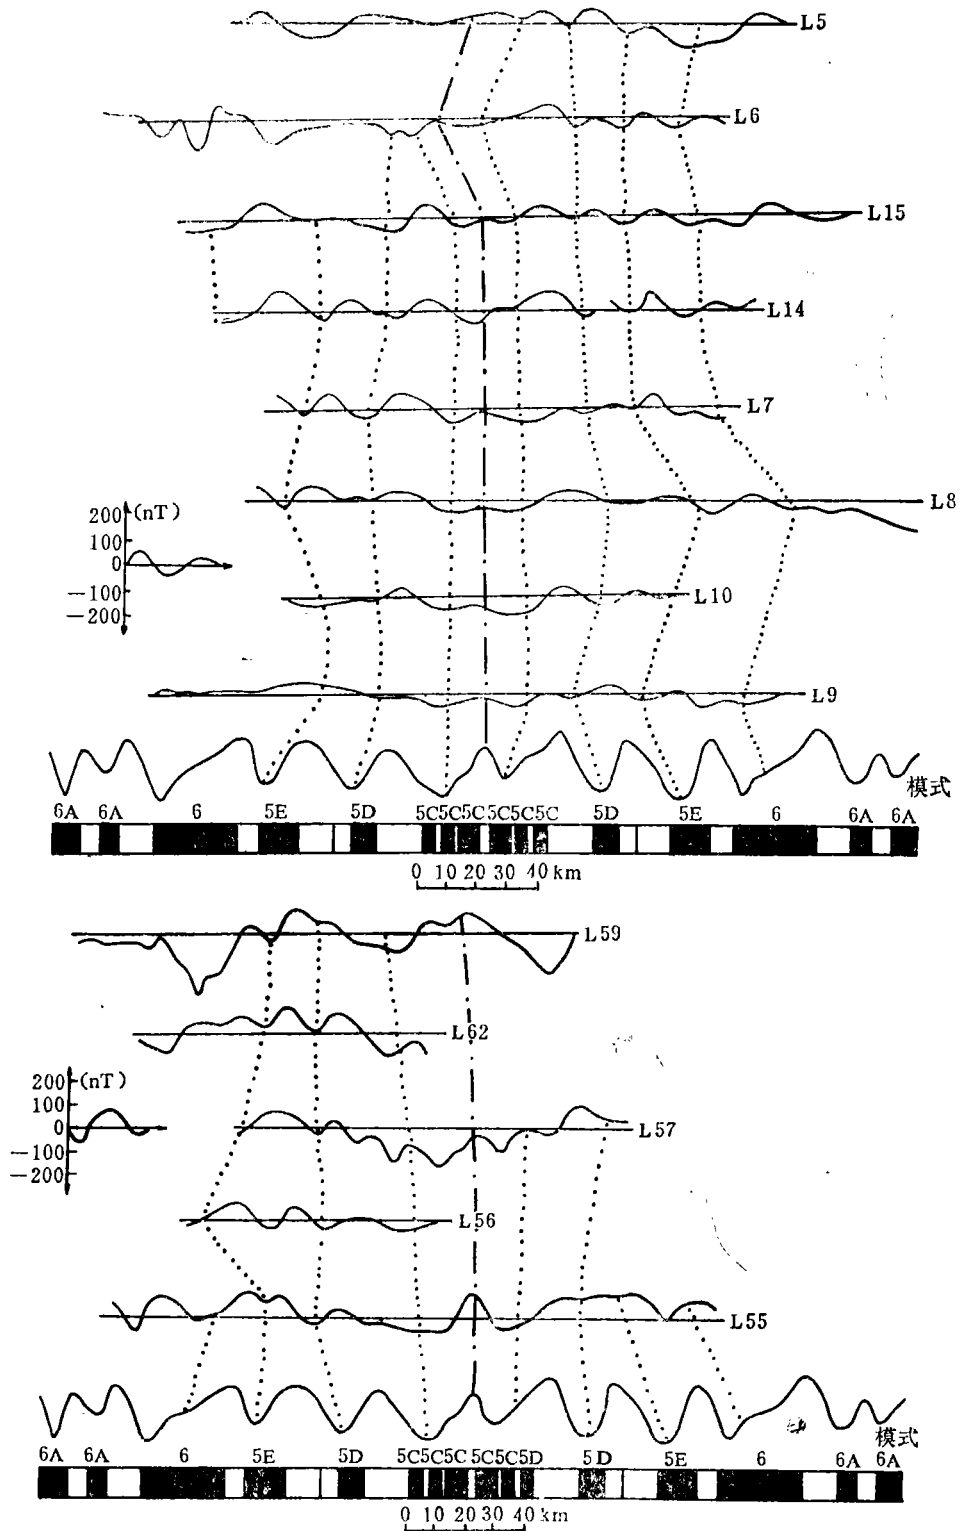 L5
L6
L15
L14
L7
L8
200 (nT)
100
0
−100
−200
L10
L9
模式
6A 6A 6 5E 5D 5C5C5C 5C5C5C 5D 5E 6 6A 6A
0 10 20 30 40 km
L59
L62
200 (nT)
100
0
−100
−200
L57
L56
L55
模式
6A 6A 6 5E 5D 5C5C5C 5C5C5D 5D 5E 6 6A 6A
0 10 20 30 40 km